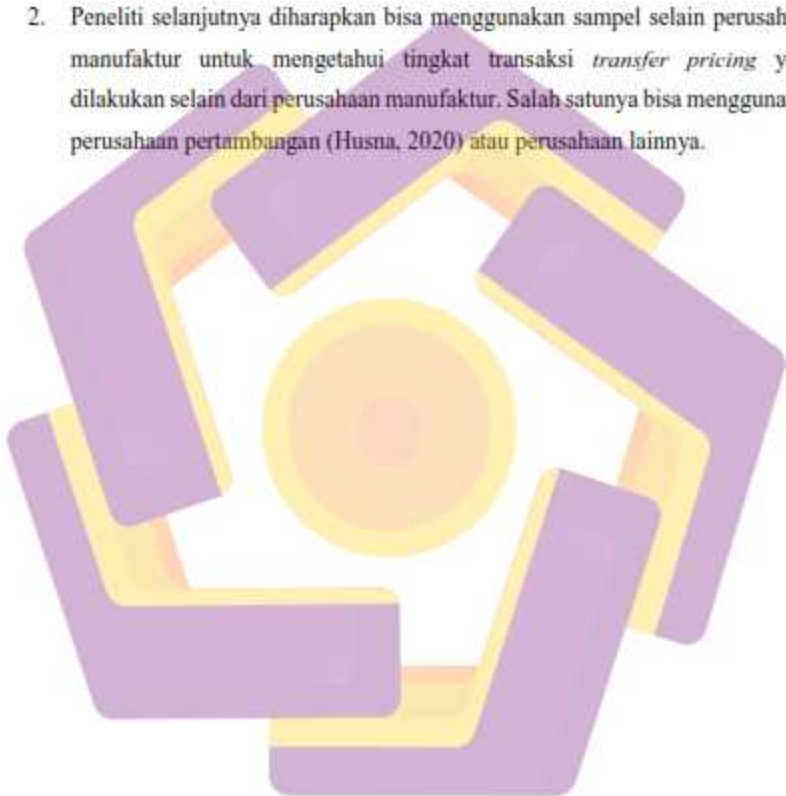 2. Peneliti selanjutnya diharapkan bisa menggunakan sampel selain perusah
manufaktur untuk mengetahui tingkat transaksi transfer pricing y
dilakukan selain dari perusahaan manufaktur. Salah satunya bisa mengguna
perusahaan pertambangan (Husna, 2020) atau perusahaan lainnya.